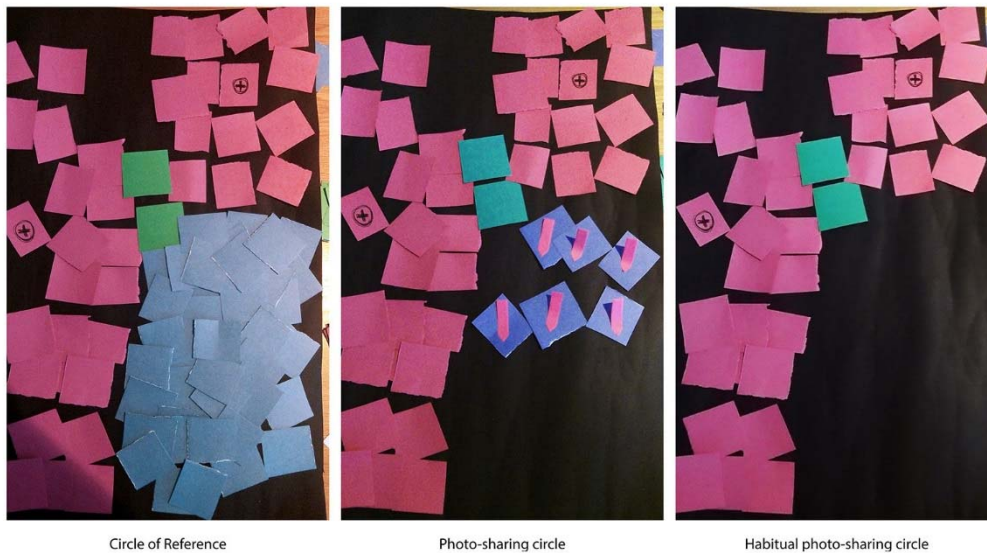 Circle of Reference
Photo-sharing circle
Habitual photo-sharing circle